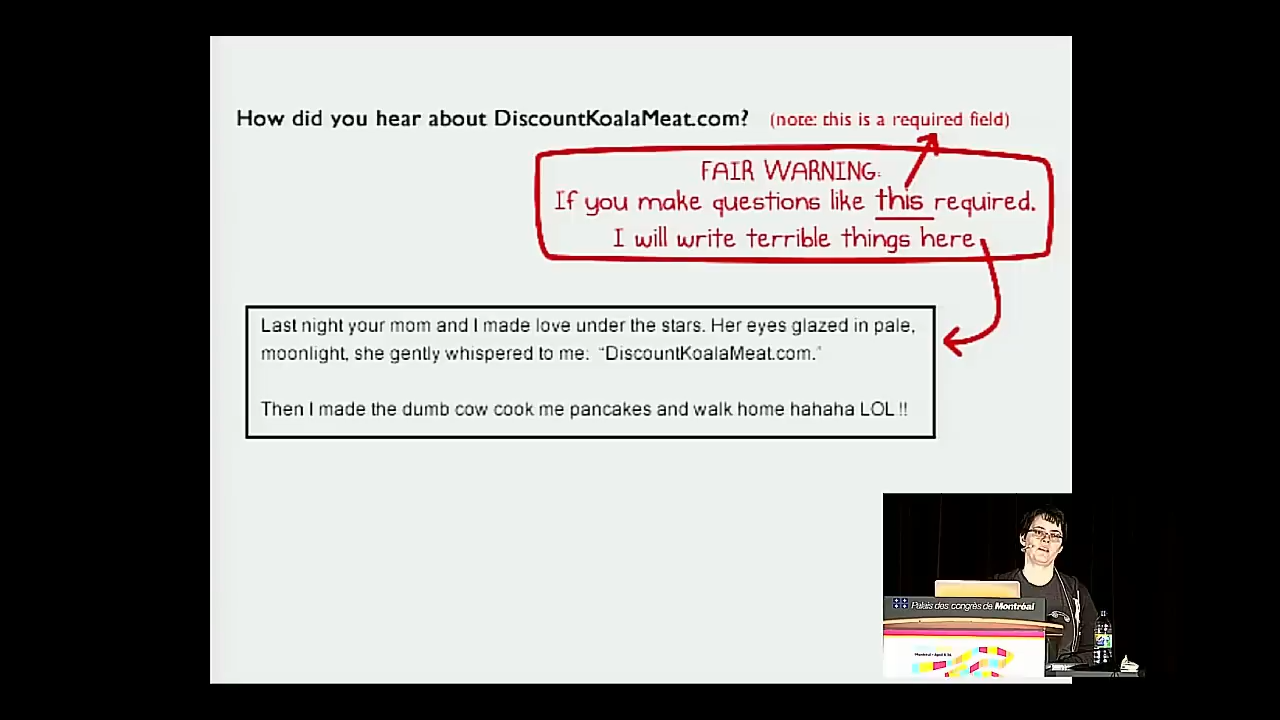 How did you hear about DiscountKoalaMeat.com? (note: this is a required field)
FAIR WARNING:
If you make questions like this required.
I will write terrible things here
Last night your mom and I made love under the stars. Her eyes glazed in pale,
moonlight, she gently whispered to me: "DiscountKoalaMeat.com."
Then I made the dumb cow cook me pancakes and walk home hahaha LOL !!
Palais des congrès de Montréal